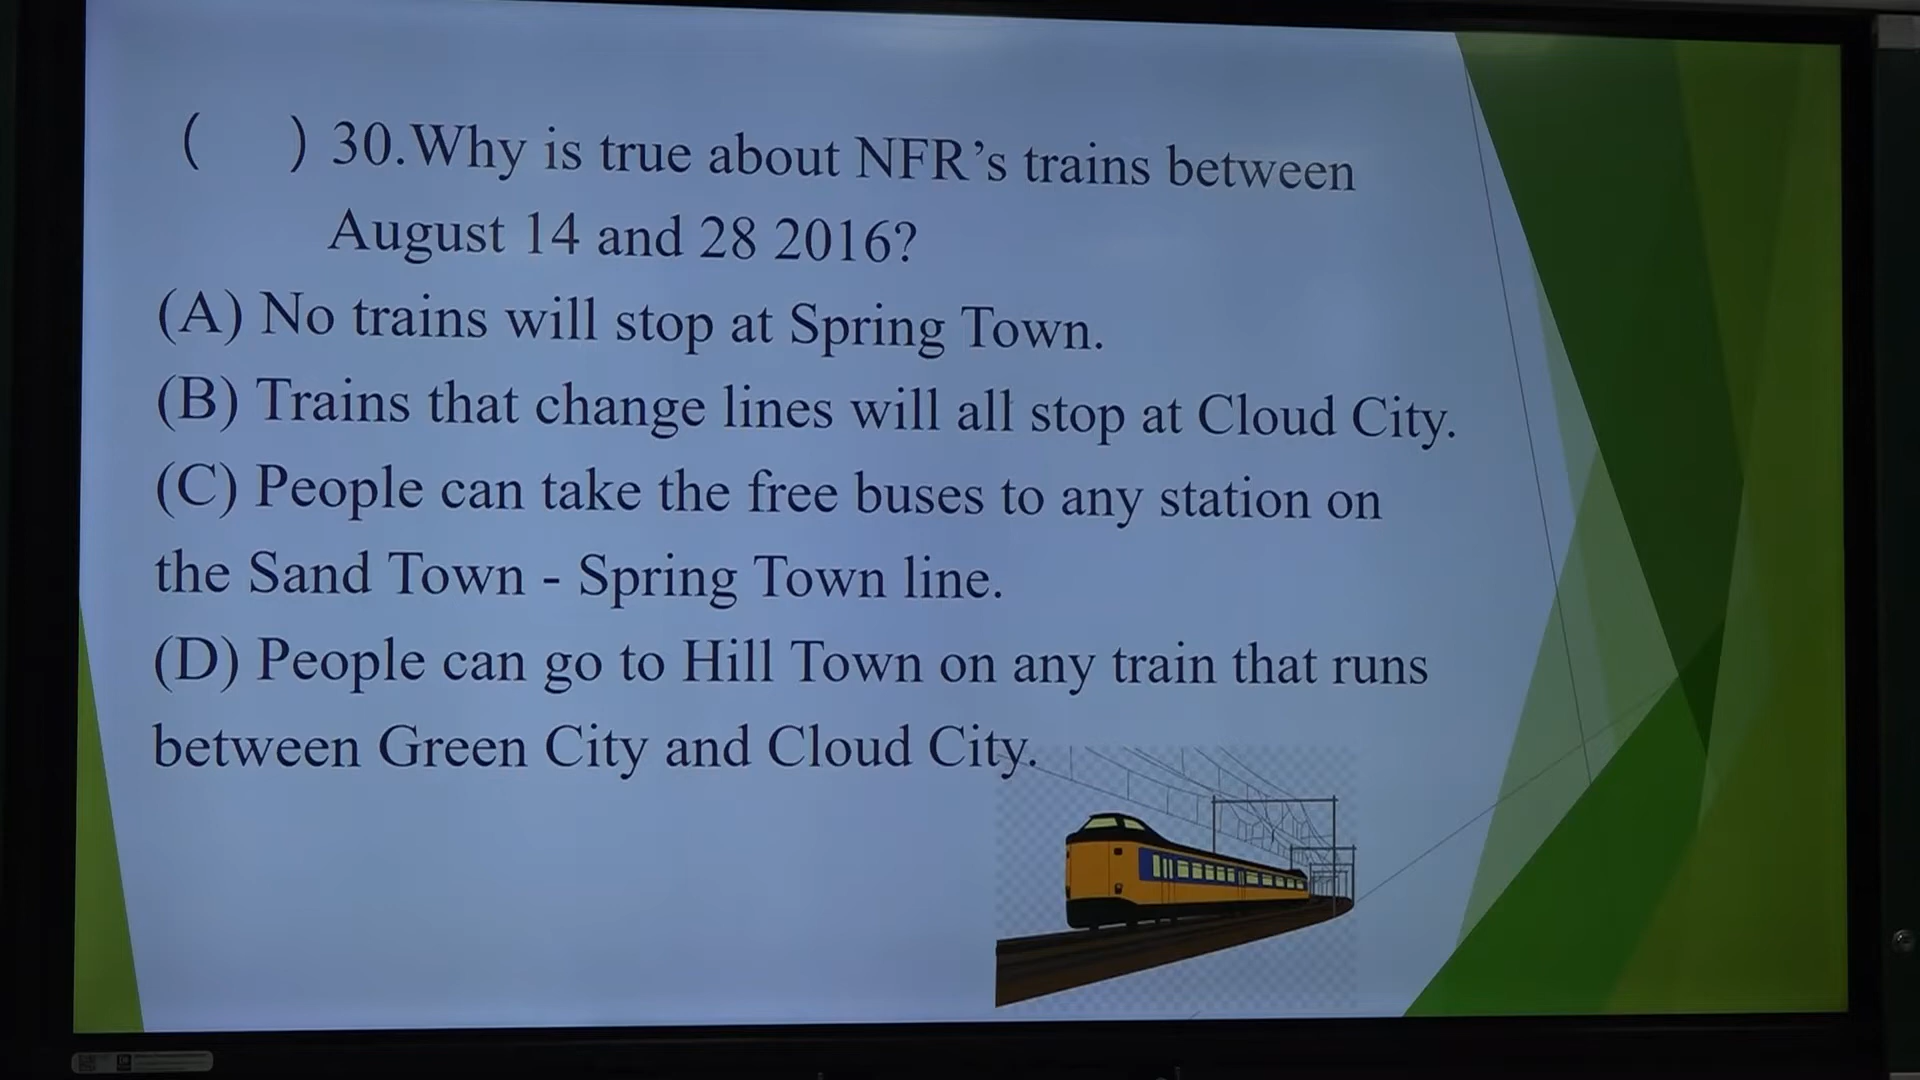 ( ) 30.Why is true about NFR's trains between
August 14 and 28 2016?
(A) No trains will stop at Spring Town.
(B) Trains that change lines will all stop at Cloud City.
(C) People can take the free buses to any station on
the Sand Town - Spring Town line.
(D) People can go to Hill Town on any train that runs
between Green City and Cloud City.